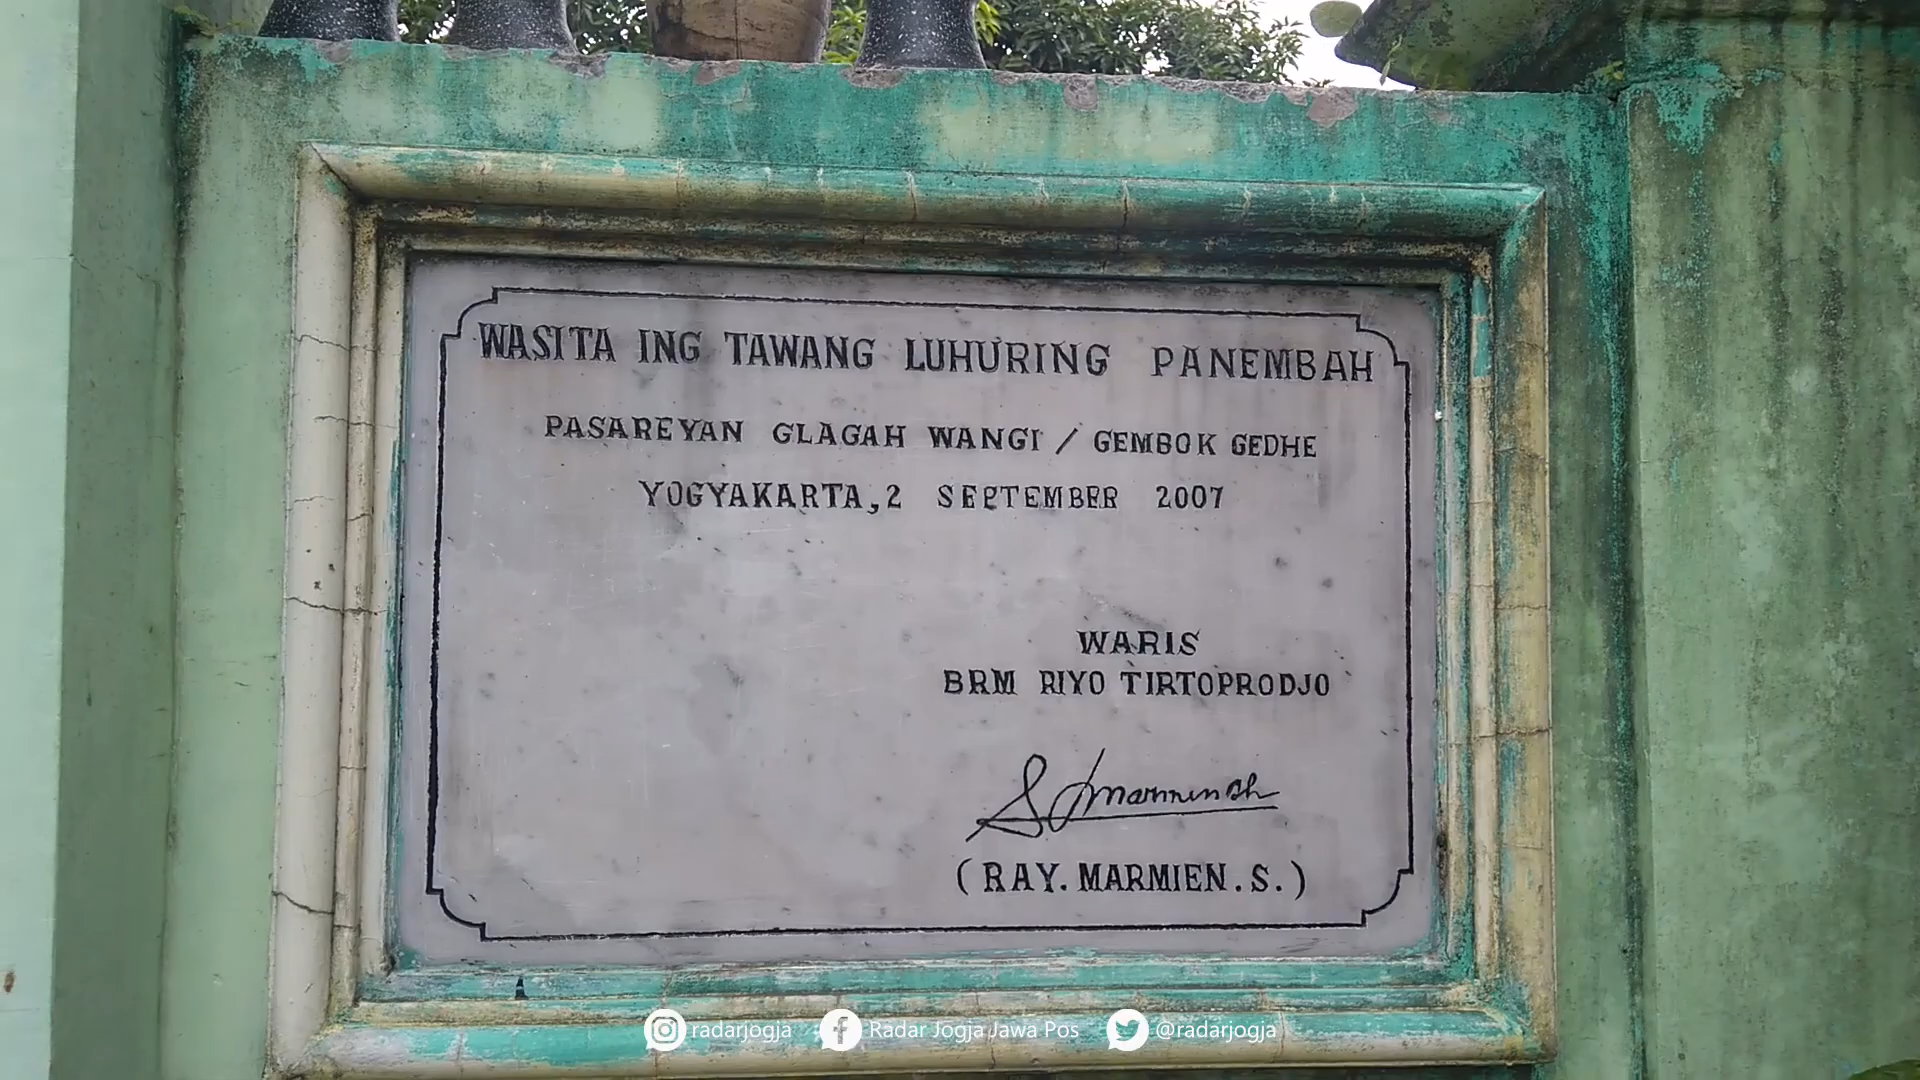 WASITA ING TAWANG LUHURING PANEMBAH
PASAREYAN GLAGAH WANGI / GEMBOK GEDHE
YOGYAKARTA, 2 SEPTEMBER 2007
WARIS
BRM RIYO TIRTOPRODJO
(RAY. MARMIEN. S.)
radarjogja Radar Jogja Jawa Pos @radarjogja